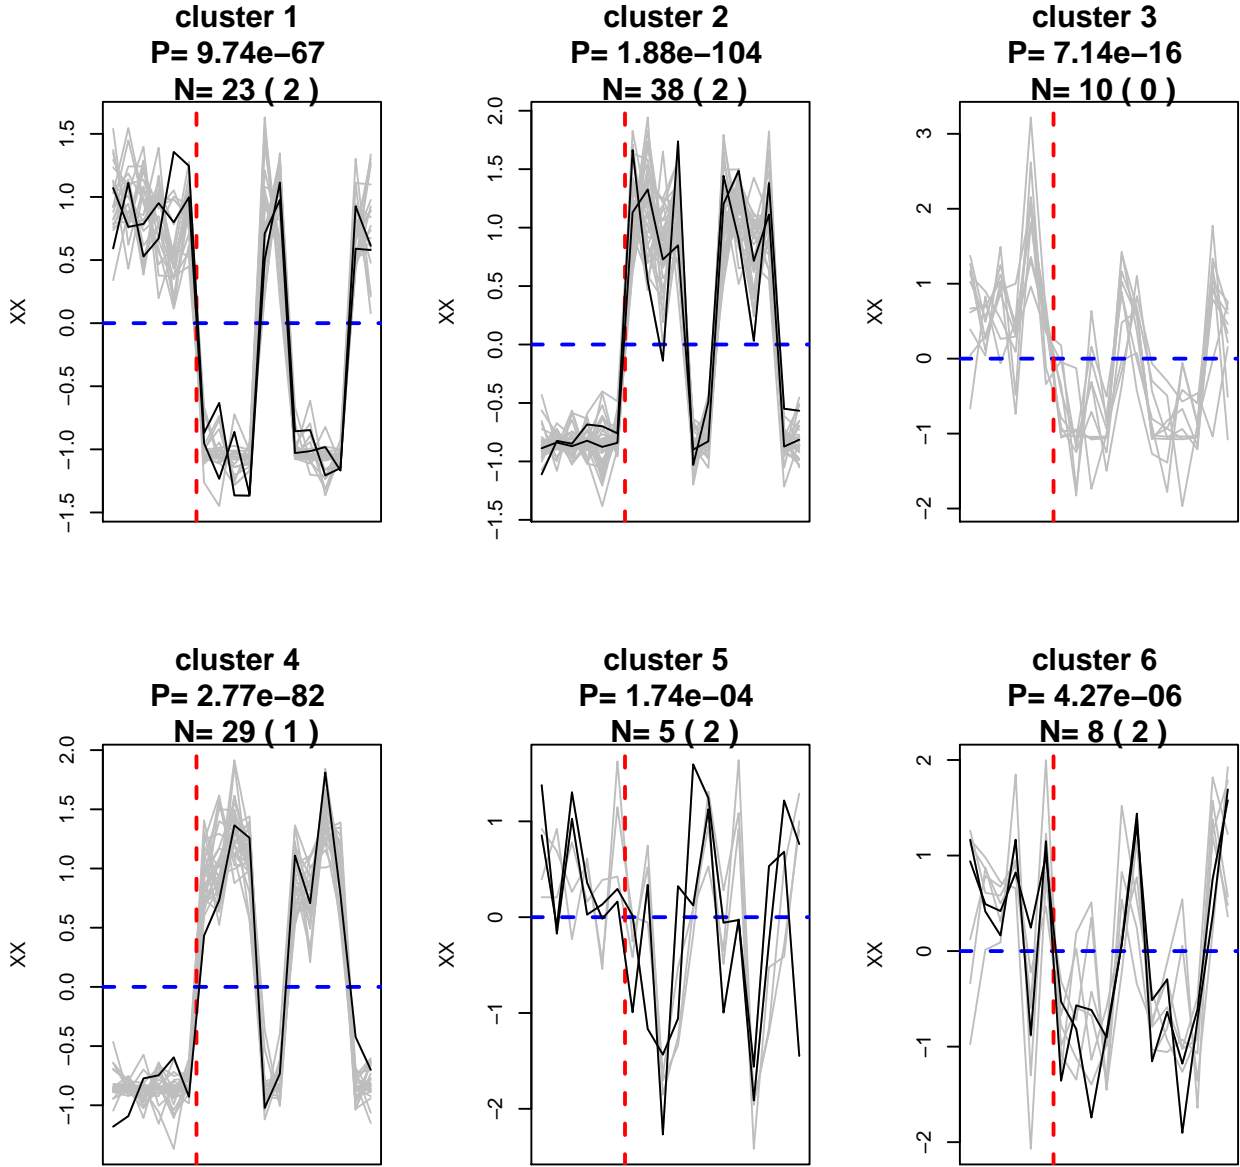 cluster 1
P= 9.74e−67
N= 23 ( 2 )
XX
1.5
1.0
0.5
0.0
−0.5
−1.0
−1.5
cluster 2
P= 1.88e−104
N= 38 ( 2 )
XX
2.0
1.5
1.0
0.5
0.0
−0.5
−1.0
−1.5
cluster 3
P= 7.14e−16
N= 10 ( 0 )
XX
3
2
1
0
−1
−2
cluster 4
P= 2.77e−82
N= 29 ( 1 )
XX
2.0
1.5
1.0
0.5
0.0
−0.5
−1.0
cluster 5
P= 1.74e−04
N= 5 ( 2 )
XX
1
0
−1
−2
cluster 6
P= 4.27e−06
N= 8 ( 2 )
XX
2
1
0
−1
−2